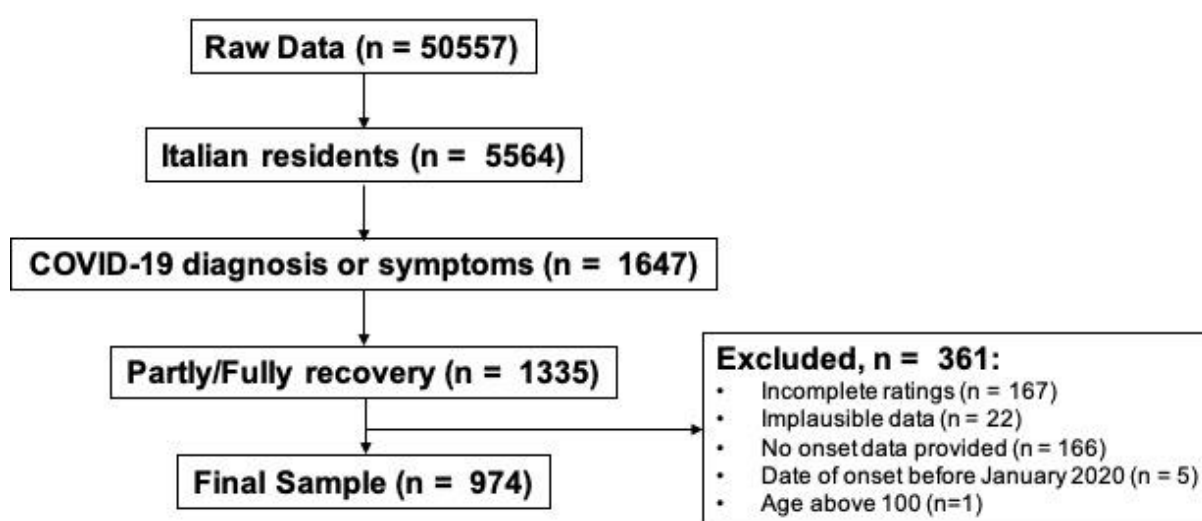 Raw Data (n = 50557)
Italian residents (n = 5564)
COVID-19 diagnosis or symptoms (n = 1647)
Partly/Fully recovery (n = 1335)
Excluded, n = 361:
• Incomplete ratings (n = 167)
• Implausible data (n = 22)
• No onset data provided (n = 166)
• Date of onset before January 2020 (n = 5)
• Age above 100 (n=1)
Final Sample (n = 974)